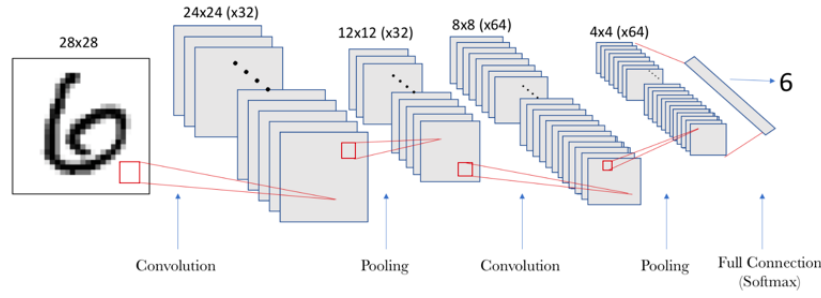 28x28
24x24 (x32)
12x12 (x32)
8x8 (x64)
4x4 (x64)
6
Convolution
Pooling
Convolution
Pooling
Full Connection
(Softmax)